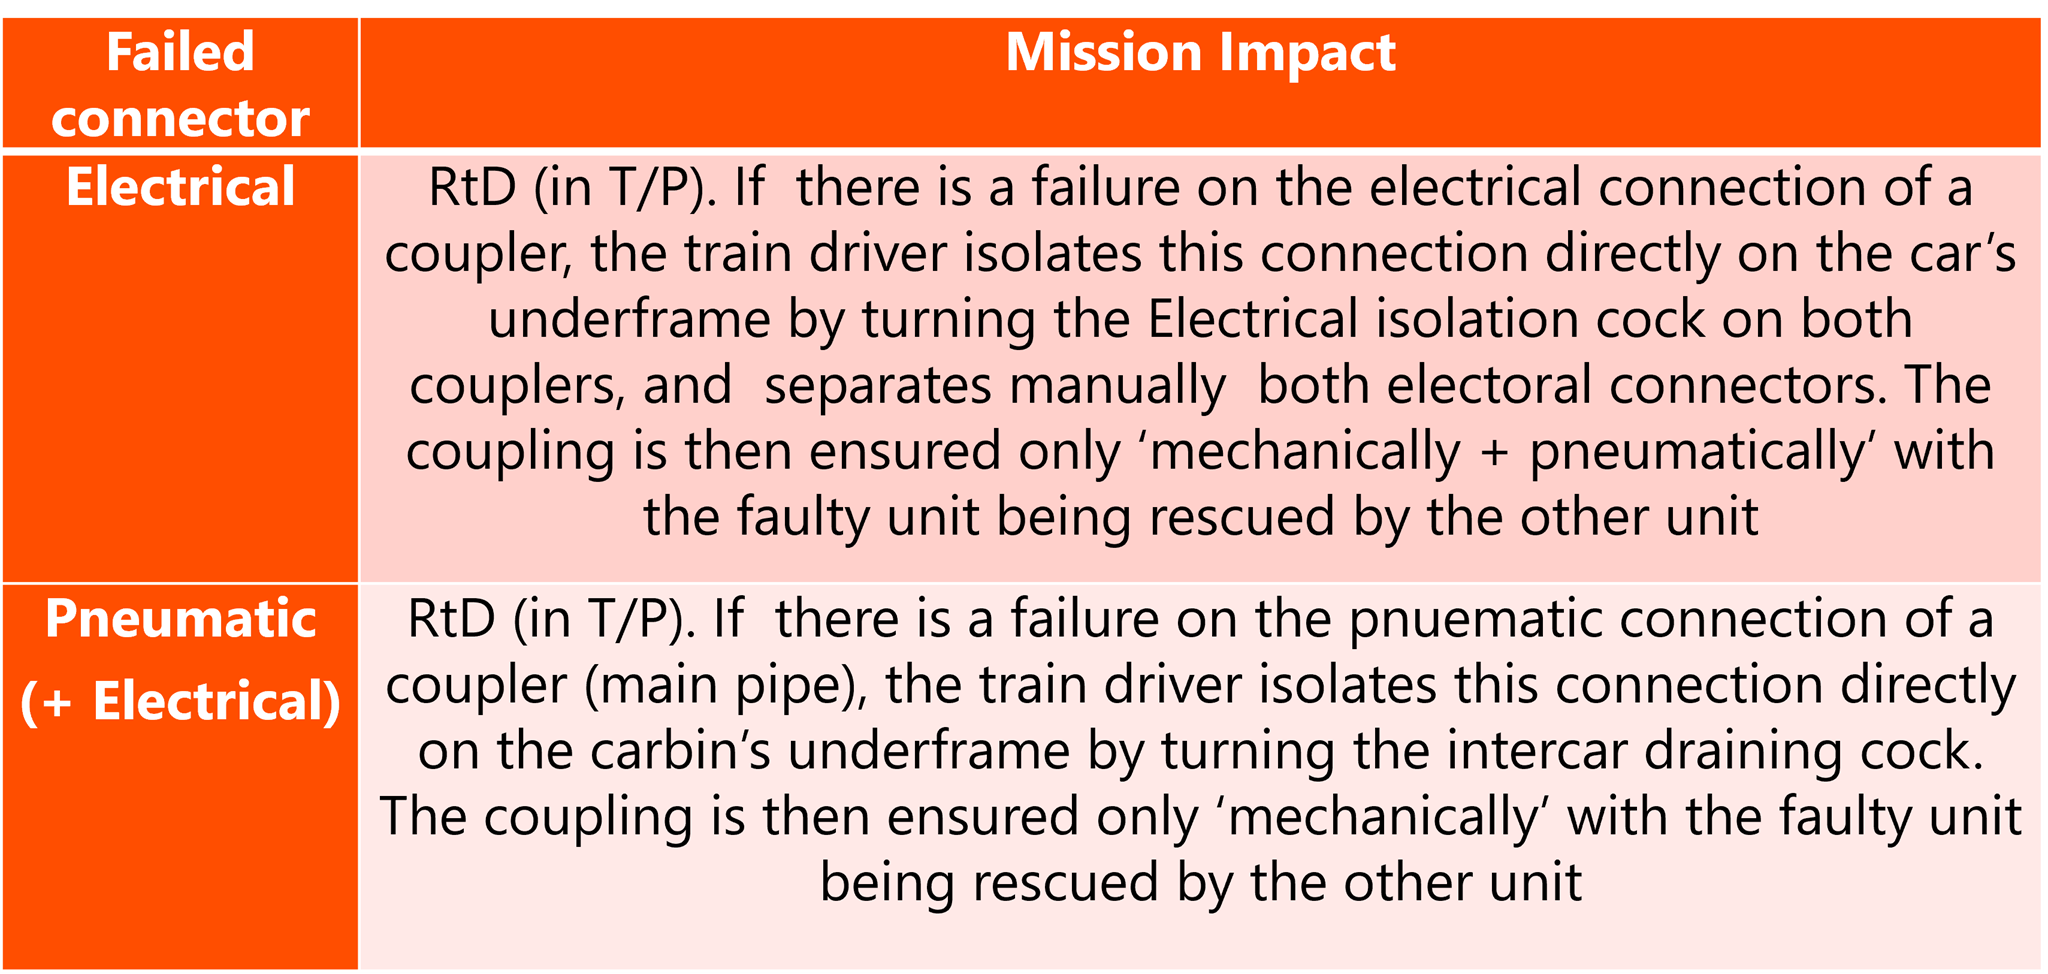 Failed
connector
Mission Impact
Electrical
RtD (in T/P). If  there is a failure on the electrical connection of a
coupler, the train driver isolates this connection directly on the car’s
underframe by turning the Electrical isolation cock on both
couplers, and  separates manually  both electoral connectors. The
coupling is then ensured only ‘mechanically + pneumatically’ with
the faulty unit being rescued by the other unit
Pneumatic
(+ Electrical)
RtD (in T/P). If  there is a failure on the pnuematic connection of a
coupler (main pipe), the train driver isolates this connection directly
on the carbin’s underframe by turning the intercar draining cock.
The coupling is then ensured only ‘mechanically’ with the faulty unit
being rescued by the other unit